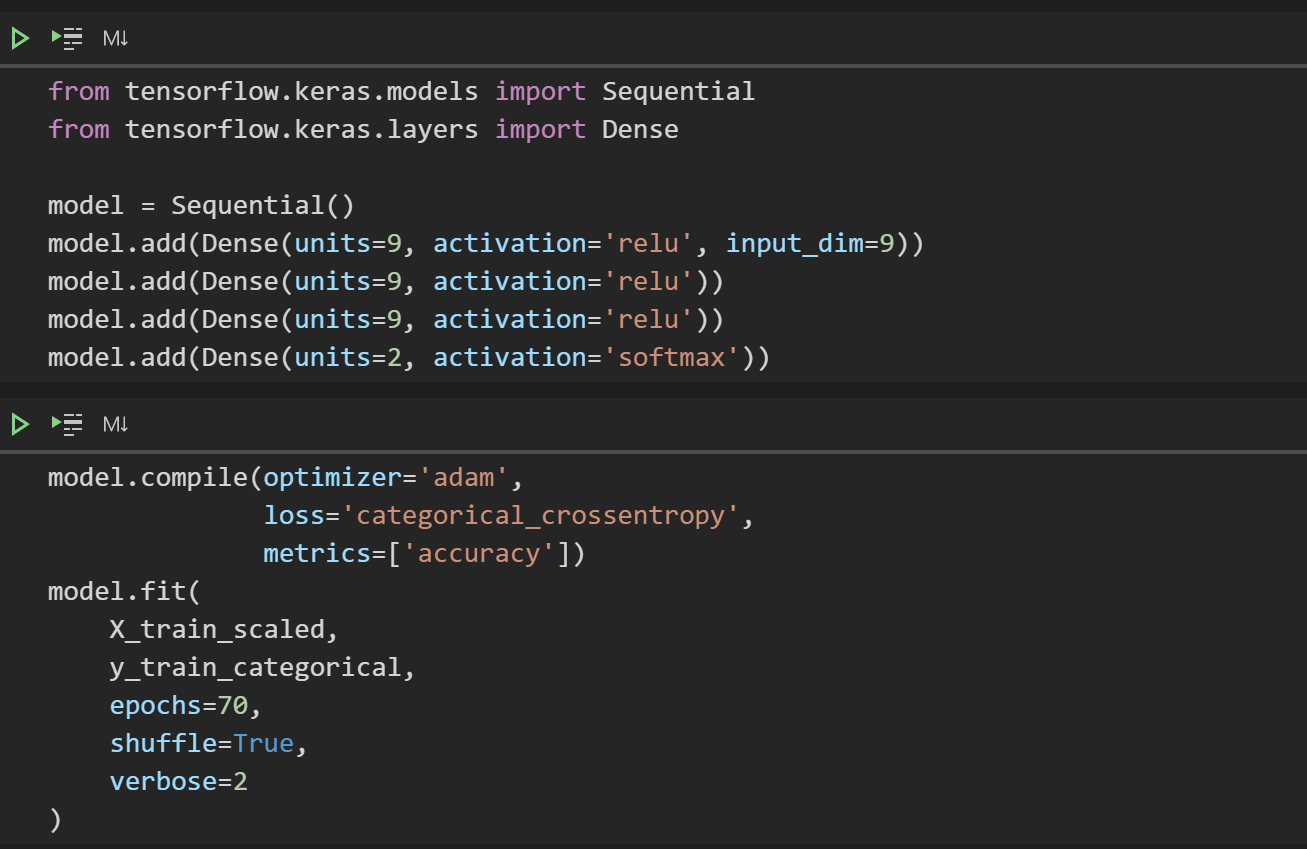 M↓
from tensorflow.keras.models import Sequential
from tensorflow.keras.layers import Dense
model = Sequential()
model.add(Dense(units=9, activation='relu', input_dim=9))
model.add(Dense(units=9, activation='relu'))
model.add(Dense(units=9, activation='relu'))
model.add(Dense(units=2, activation='softmax'))
M↓
model.compile(optimizer='adam',
              loss='categorical_crossentropy',
              metrics=['accuracy'])
model.fit(
    X_train_scaled,
    y_train_categorical,
    epochs=70,
    shuffle=True,
    verbose=2
)